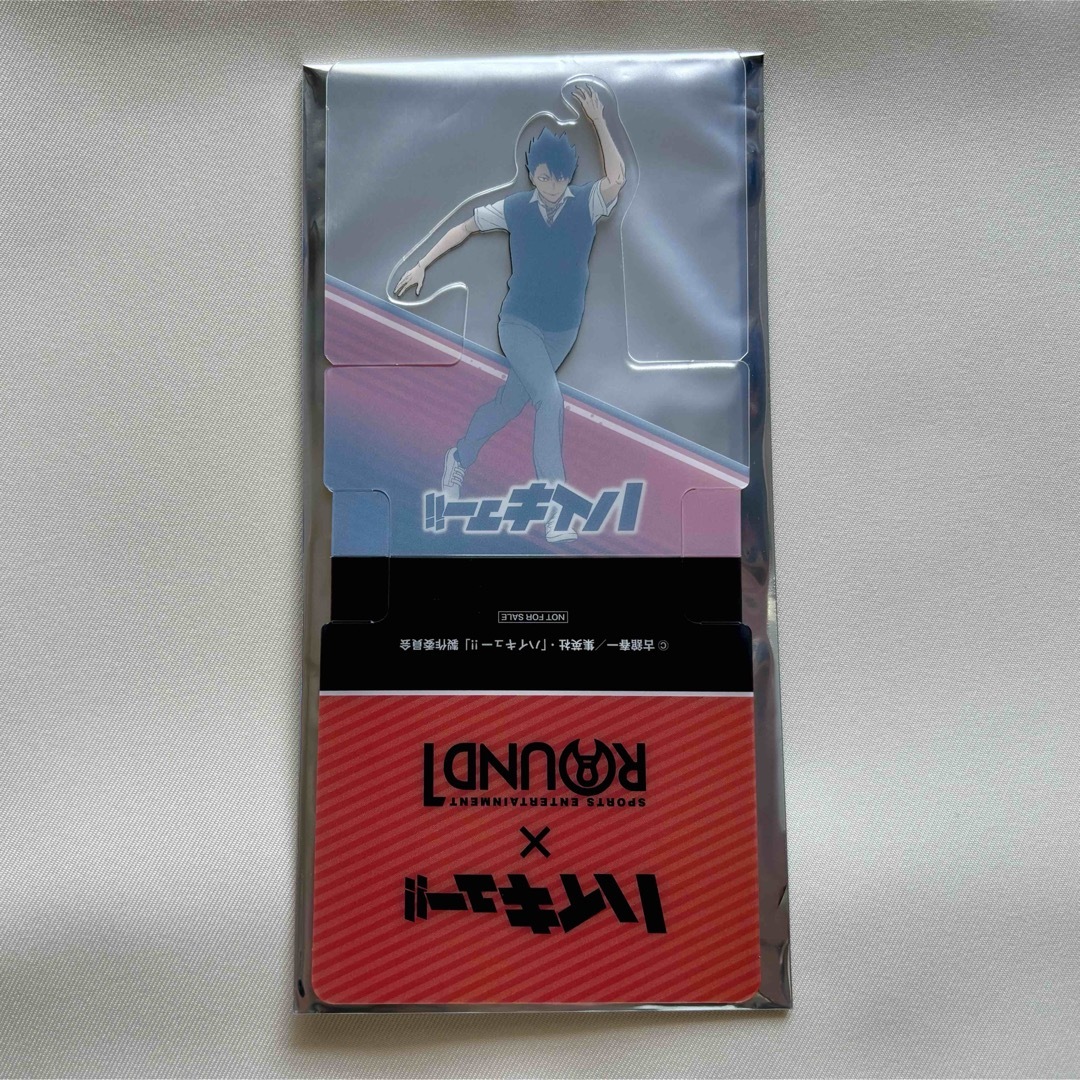 ハイキュー!!
NOT FOR SALE
© 古舘春一／集英社・「ハイキュー!!」製作委員会
ハイキュー!!
×
SPORTS ENTERTAINMENT
ROUND1